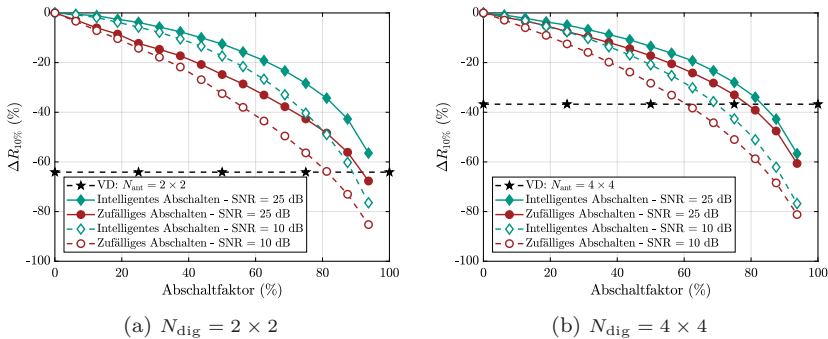 0
-20
-40
-60
-80
-100
ΔR10% (%)
VD: Nant = 2 × 2
Intelligentes Abschalten - SNR = 25 dB
Zufälliges Abschalten - SNR = 25 dB
Intelligentes Abschalten - SNR = 10 dB
Zufälliges Abschalten - SNR = 10 dB
0 20 40 60 80 100
Abschaltfaktor (%)
(a) Ndig = 2 × 2
0
-20
-40
-60
-80
-100
ΔR10% (%)
VD: Nant = 4 × 4
Intelligentes Abschalten - SNR = 25 dB
Zufälliges Abschalten - SNR = 25 dB
Intelligentes Abschalten - SNR = 10 dB
Zufälliges Abschalten - SNR = 10 dB
0 20 40 60 80 100
Abschaltfaktor (%)
(b) Ndig = 4 × 4